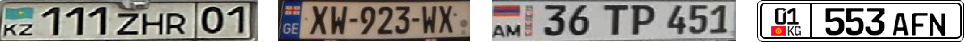 KZ 111 ZHR 01
GE XW-923-WX
AM 36 TP 451
01 KG 553 AFN